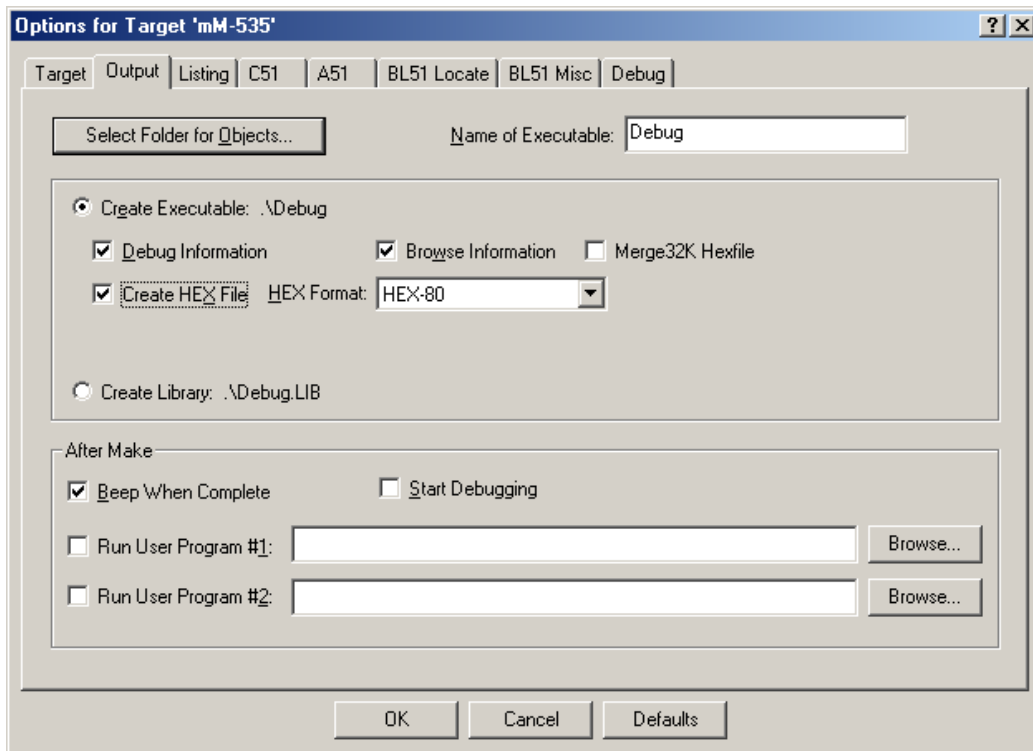 Options for Target 'mM-535'
Target Output Listing C51 A51 BL51 Locate BL51 Misc Debug
Select Folder for Objects... Name of Executable: Debug
Create Executable: .\Debug
Debug Information Browse Information Merge32K Hexfile
Create HEX File HEX Format: HEX-80
Create Library: .\Debug.LIB
After Make
Beep When Complete Start Debugging
Run User Program #1: Browse...
Run User Program #2: Browse...
OK Cancel Defaults